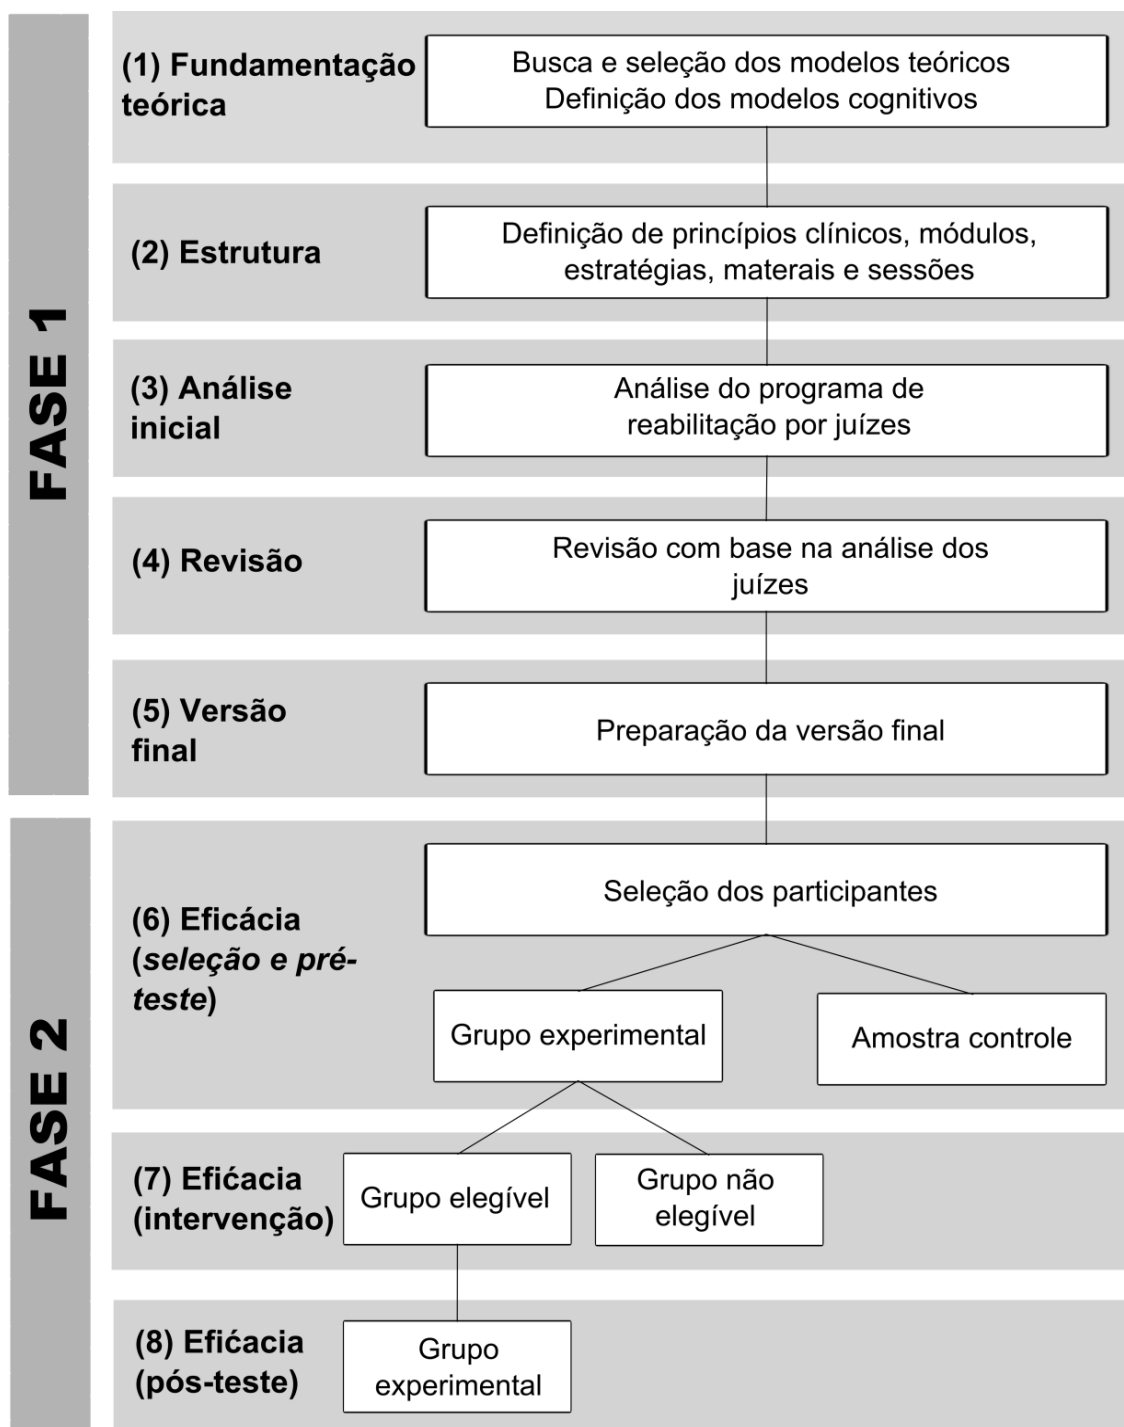 FASE 1
(1) Fundamentação
teórica
Busca e seleção dos modelos teóricos
Definição dos modelos cognitivos
(2) Estrutura
Definição de princípios clínicos, módulos,
estratégias, materais e sessões
(3) Análise
inicial
Análise do programa de
reabilitação por juízes
(4) Revisão
Revisão com base na análise dos
juízes
(5) Versão
final
Preparação da versão final
FASE 2
(6) Eficácia
(seleção e pré-
teste)
Seleção dos participantes
Grupo experimental
Amostra controle
(7) Efićacia
(intervenção)
Grupo elegível
Grupo não
elegível
(8) Efićacia
(pós-teste)
Grupo
experimental